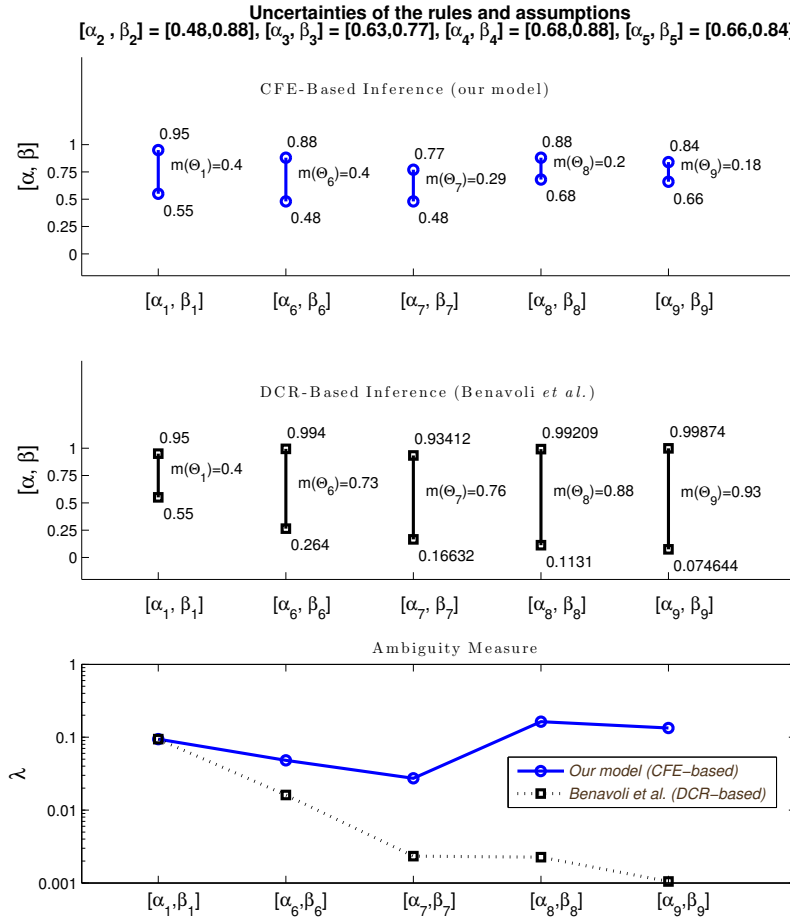 Uncertainties of the rules and assumptions
[α2 , β2] = [0.48,0.88], [α3, β3] = [0.63,0.77], [α4, β4] = [0.68,0.88], [α5, β5] = [0.66,0.84]
CFE-Based Inference (our model)
[α, β]
1
0.75
0.5
0.25
0
0.95
m(Θ1)=0.4
0.55
0.88
m(Θ6)=0.4
0.48
0.77
m(Θ7)=0.29
0.48
0.88
m(Θ8)=0.2
0.68
0.84
m(Θ9)=0.18
0.66
[α1, β1]
[α6, β6]
[α7, β7]
[α8, β8]
[α9, β9]
DCR-Based Inference (Benavoli et al.)
[α, β]
1
0.75
0.5
0.25
0
0.95
m(Θ1)=0.4
0.55
0.994
m(Θ6)=0.73
0.264
0.93412
m(Θ7)=0.76
0.16632
0.99209
m(Θ8)=0.88
0.1131
0.99874
m(Θ9)=0.93
0.074644
[α1, β1]
[α6, β6]
[α7, β7]
[α8, β8]
[α9, β9]
Ambiguity Measure
λ
1
0.1
0.01
0.001
Our model (CFE−based)
Benavoli et al. (DCR−based)
[α1,β1]
[α6,β6]
[α7,β7]
[α8,β8]
[α9,β9]